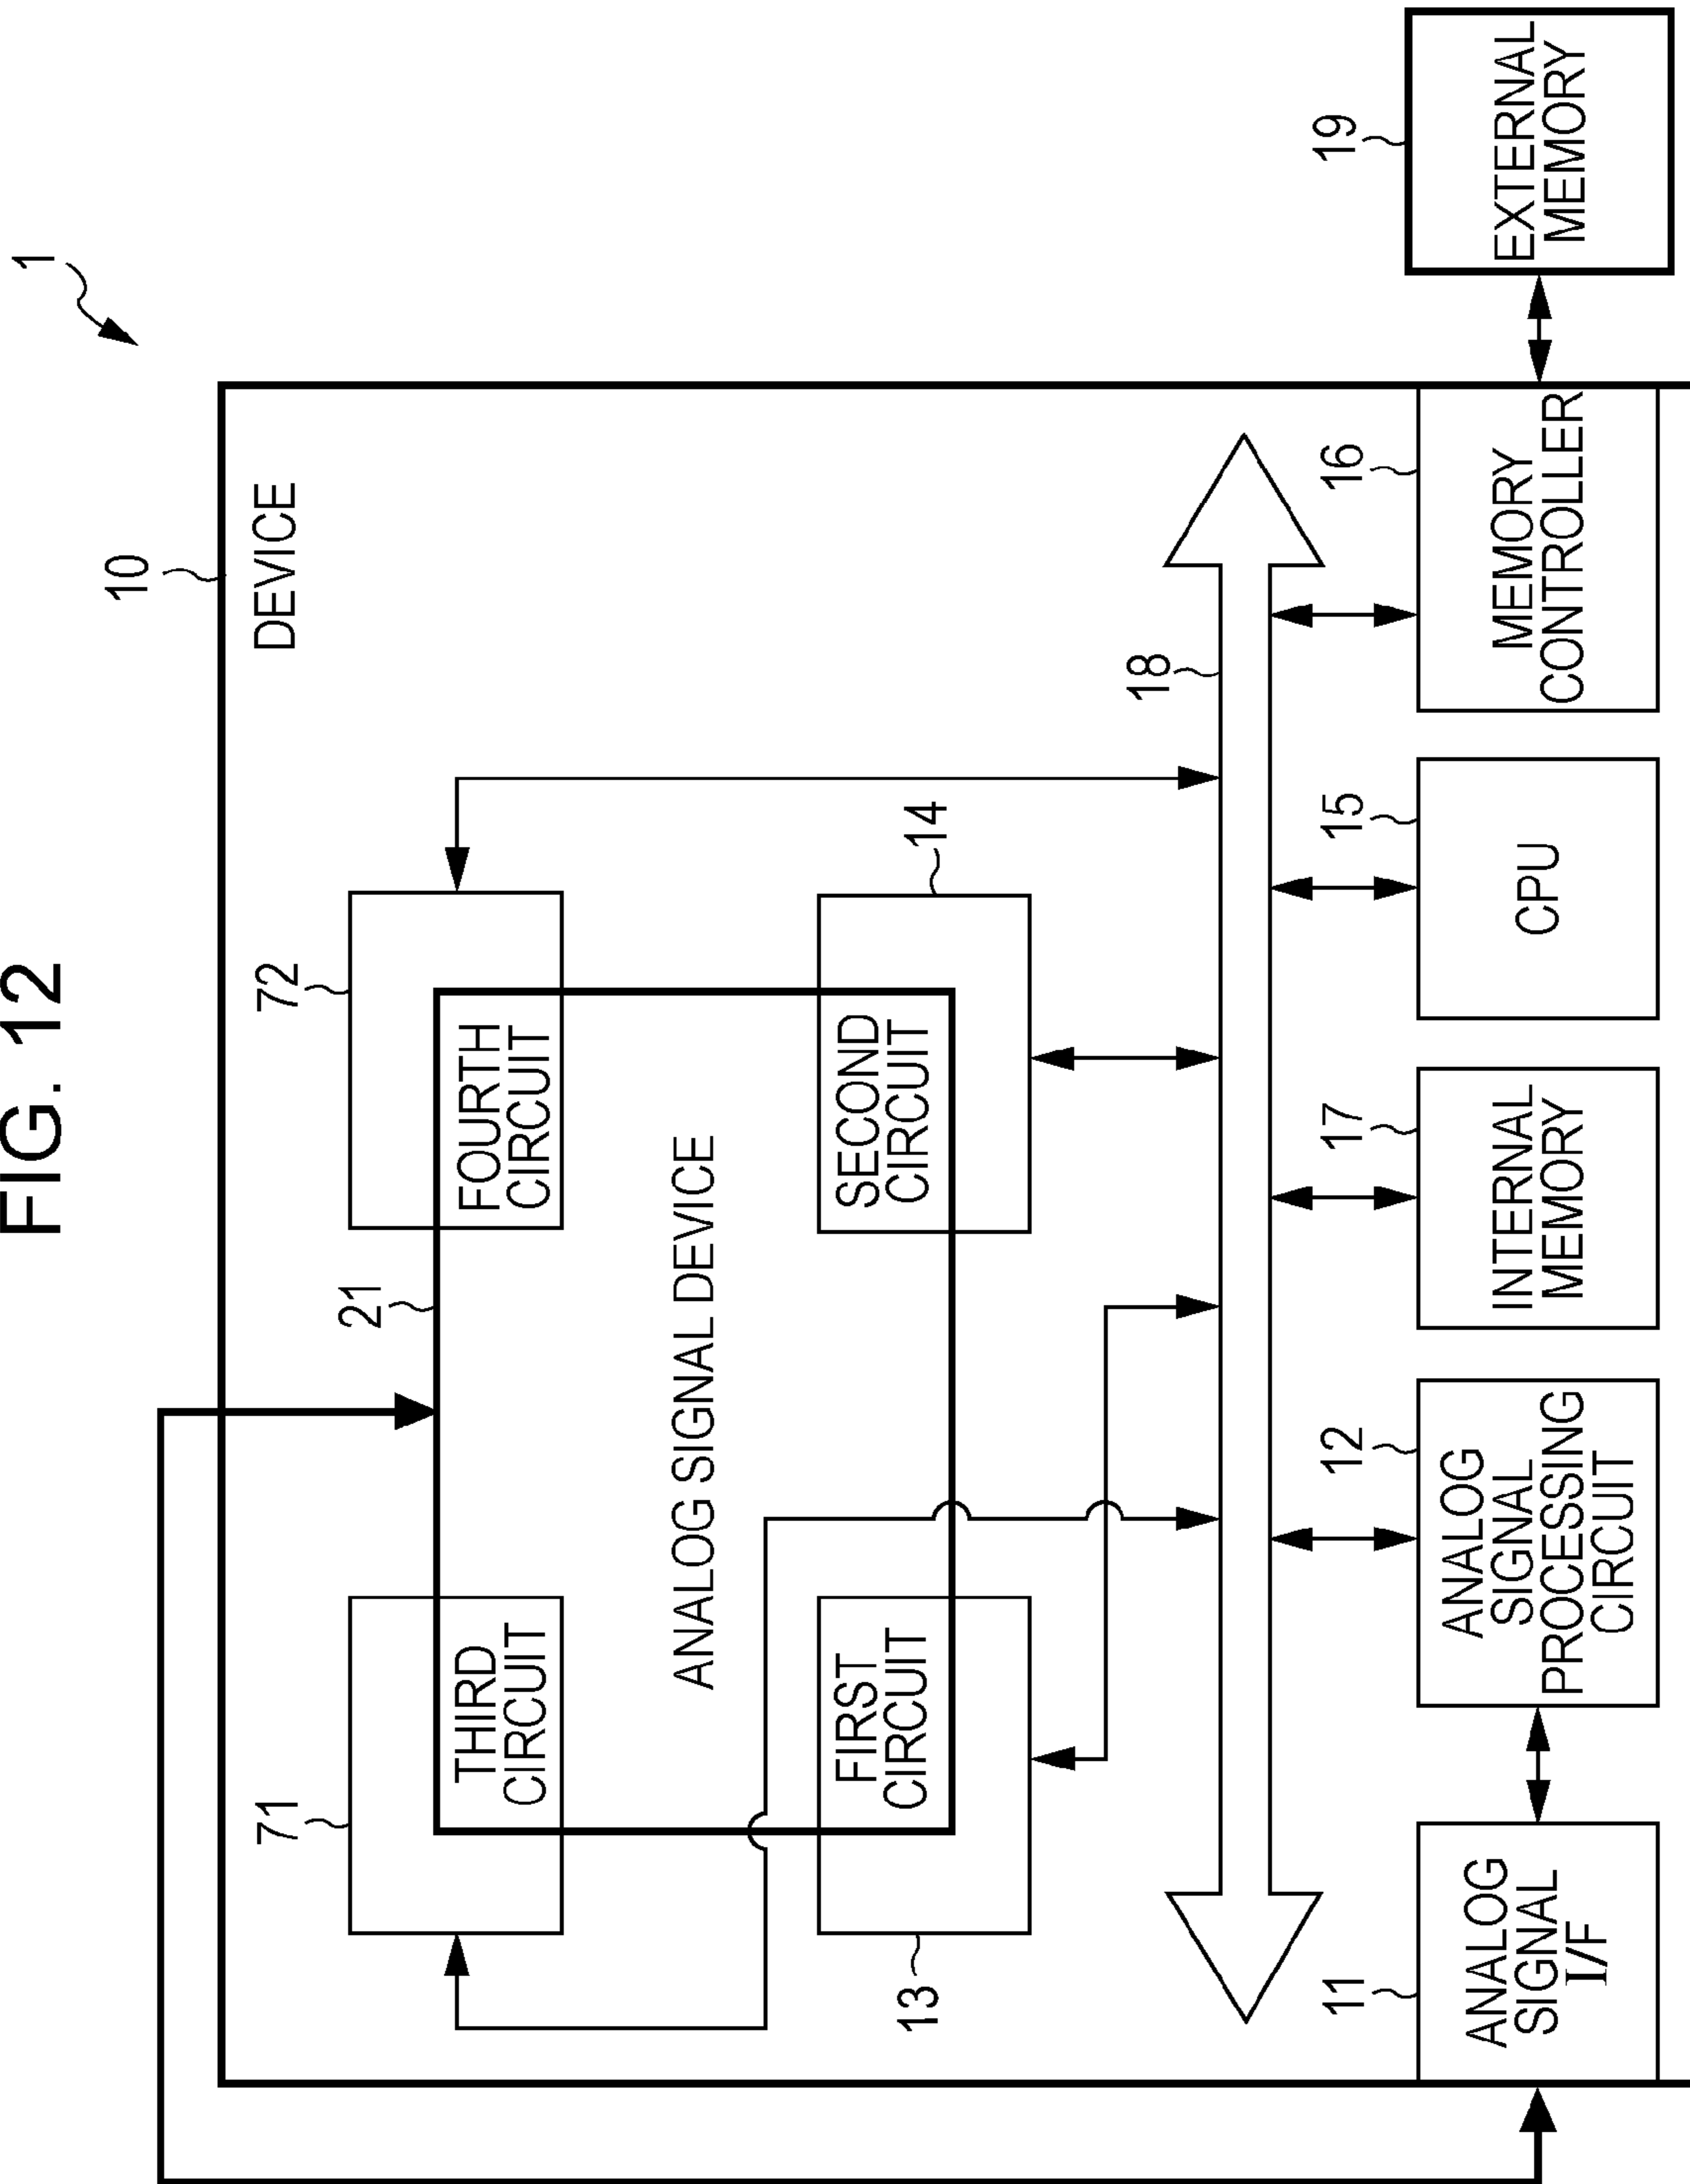 FIG. 12
1
10
DEVICE
71
21
72
THIRD
CIRCUIT
FOURTH
CIRCUIT
ANALOG SIGNAL DEVICE
FIRST
CIRCUIT
SECOND
CIRCUIT
13
14
18
11
12
17
15
16
19
ANALOG
SIGNAL
I/F
ANALOG
SIGNAL
PROCESSING
CIRCUIT
INTERNAL
MEMORY
CPU
MEMORY
CONTROLLER
EXTERNAL
MEMORY